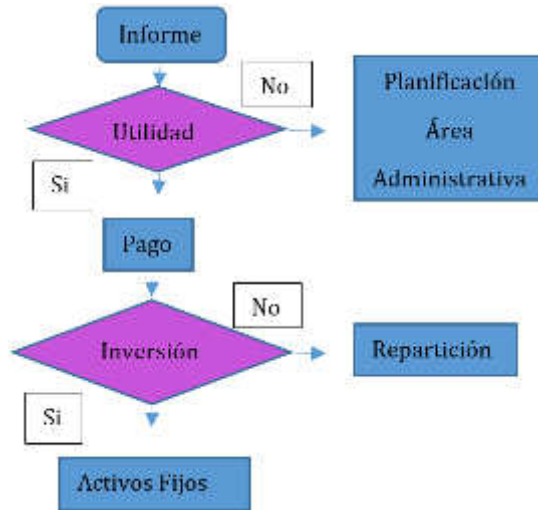 Informe
No
Planificación
Área
Administrativa
Utilidad
Si
Pago
No
Inversión
Repartición
Si
Activos Fijos